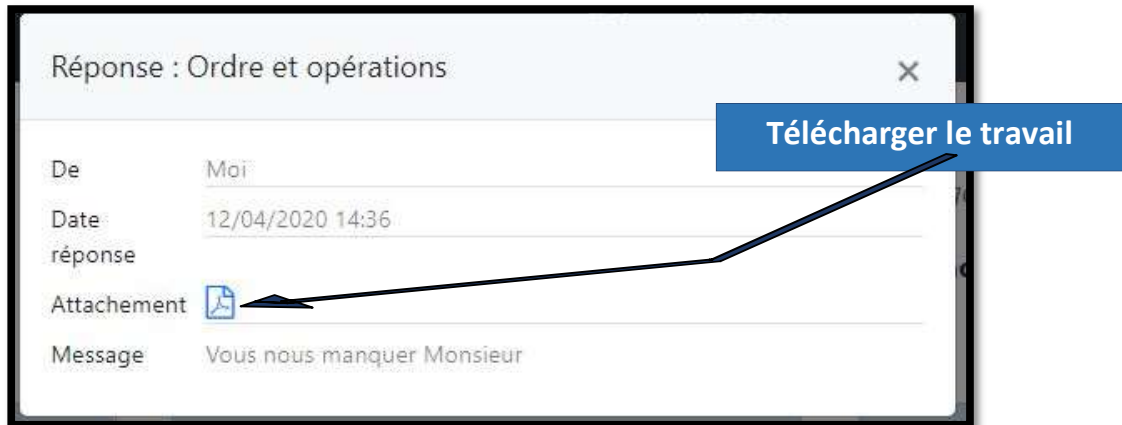 Réponse : Ordre et opérations
Télécharger le travail
De Moi
Date 12/04/2020 14:36
réponse
Attachement
Message Vous nous manquer Monsieur